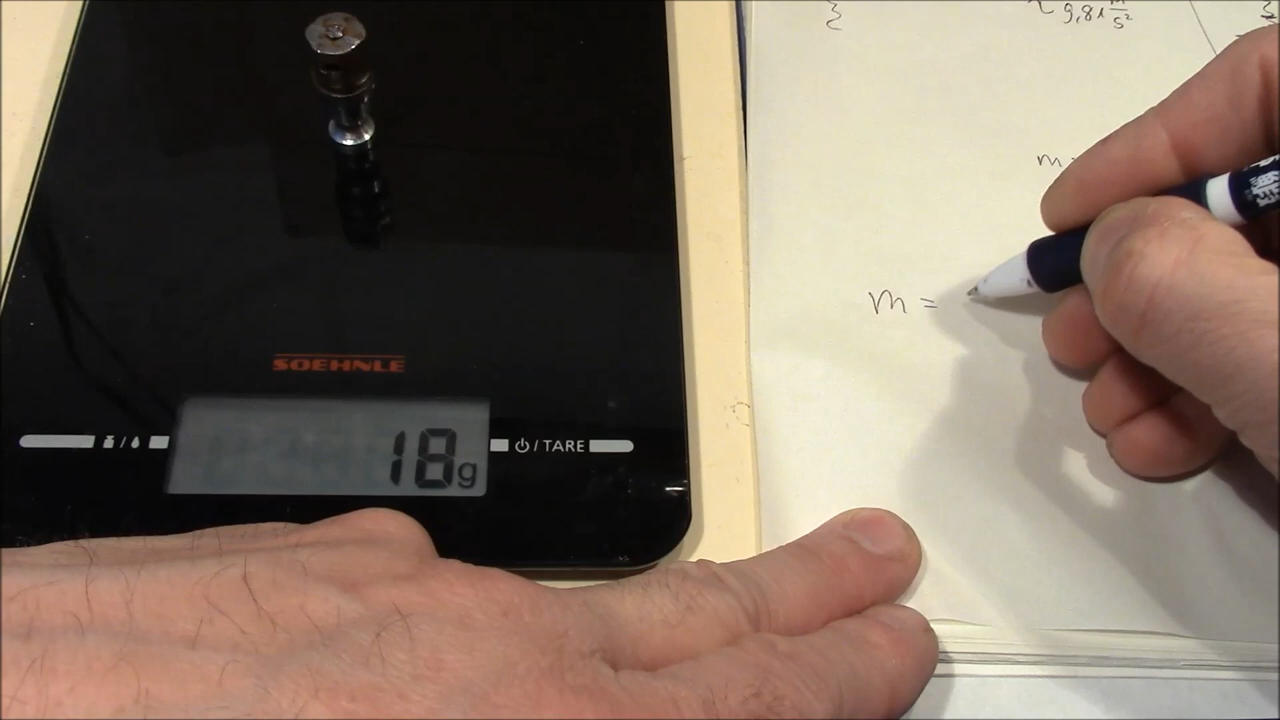 9,81 m/s²
m
m =
SOEHNLE
18g
/ TARE